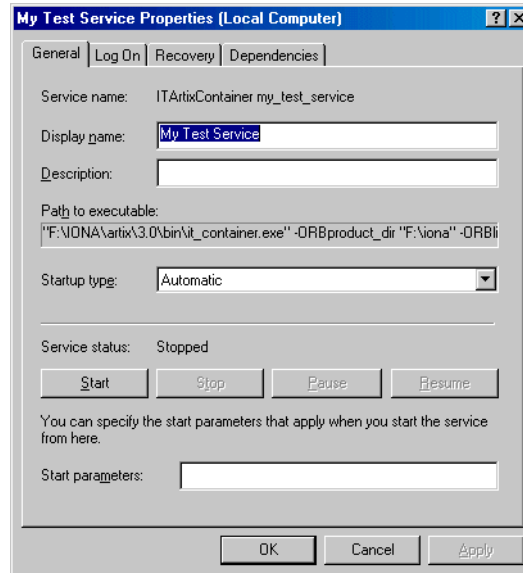 My Test Service Properties (Local Computer)
General Log On Recovery Dependencies
Service name: ITArtixContainer my_test_service
Display name: My Test Service
Description:
Path to executable:
"F:\IONA\artix\3.0\bin\it_container.exe" -ORBproduct_dir "F:\iona" -ORBli
Startup type: Automatic
Service status: Stopped
Start Stop Pause Resume
You can specify the start parameters that apply when you start the service
from here.
Start parameters:
OK Cancel Apply